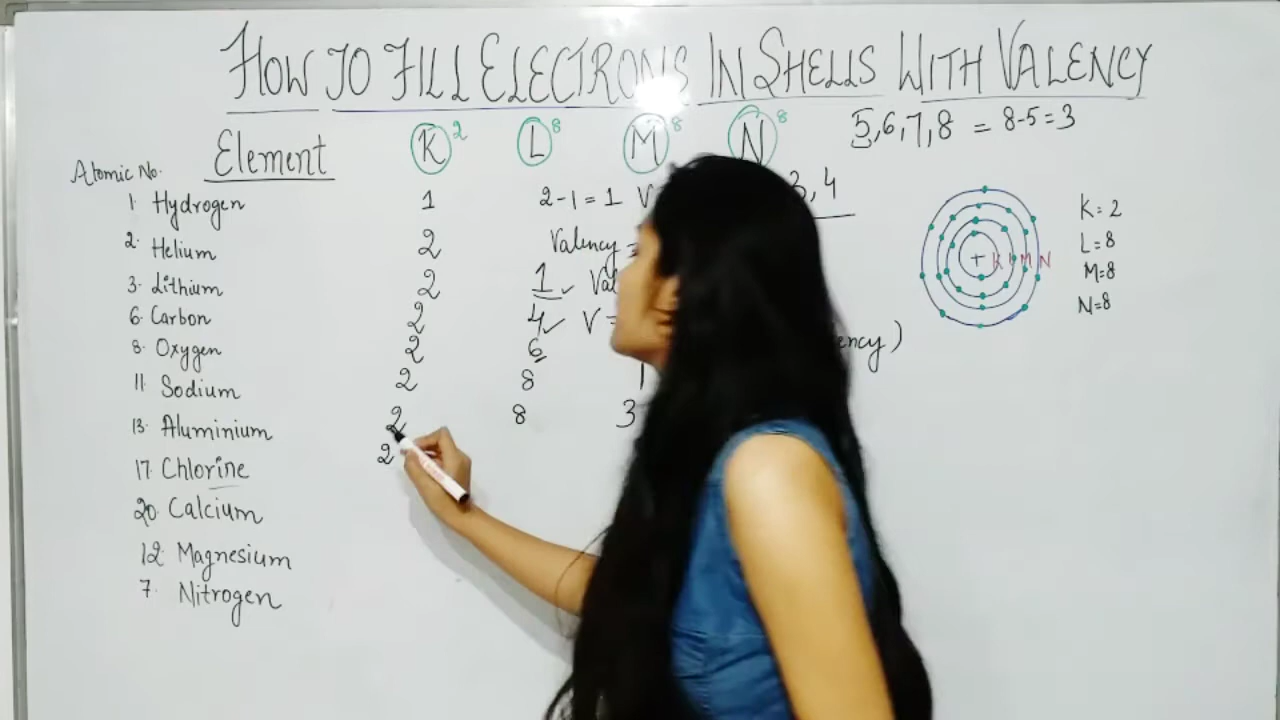 HOW TO FILL ELECTRONS IN SHELLS WITH VALENCY
Atomic No. Element K 2 L 8 M 8 N 8 5,6,7,8 = 8-5=3
1. Hydrogen 1 2-1=1 V 3,4
2. Helium 2 Valency =
3. Lithium 2 1 ✓
6. Carbon 2 4 ✓ V=
8. Oxygen 2 6
11. Sodium 2 8 1
13. Aluminium 2 8 3
17. Chlorine 2
20. Calcium
12. Magnesium
7. Nitrogen
+ K L M N
K=2
L=8
M=8
N=8